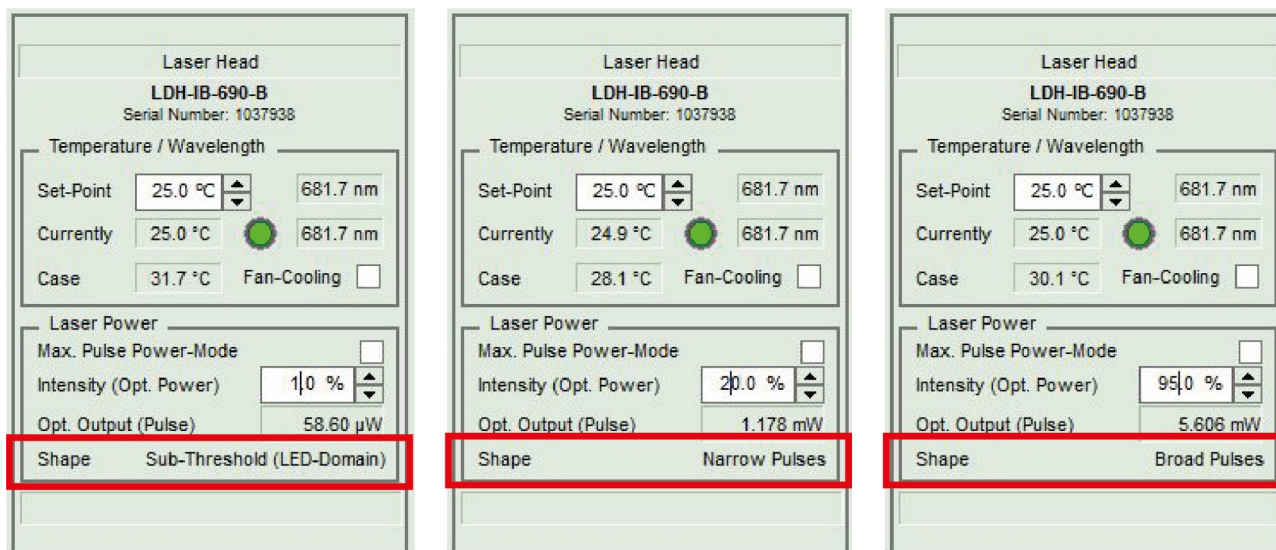 Laser Head
LDH-IB-690-B
Serial Number: 1037938
Temperature / Wavelength
Set-Point 25.0 °C 681.7 nm
Currently 25.0 °C 681.7 nm
Case 31.7 °C Fan-Cooling
Laser Power
Max. Pulse Power-Mode
Intensity (Opt. Power) 1.0 %
Opt. Output (Pulse) 58.60 µW
Shape Sub-Threshold (LED-Domain)
Laser Head
LDH-IB-690-B
Serial Number: 1037938
Temperature / Wavelength
Set-Point 25.0 °C 681.7 nm
Currently 24.9 °C 681.7 nm
Case 28.1 °C Fan-Cooling
Laser Power
Max. Pulse Power-Mode
Intensity (Opt. Power) 20.0 %
Opt. Output (Pulse) 1.178 mW
Shape Narrow Pulses
Laser Head
LDH-IB-690-B
Serial Number: 1037938
Temperature / Wavelength
Set-Point 25.0 °C 681.7 nm
Currently 25.0 °C 681.7 nm
Case 30.1 °C Fan-Cooling
Laser Power
Max. Pulse Power-Mode
Intensity (Opt. Power) 95.0 %
Opt. Output (Pulse) 5.606 mW
Shape Broad Pulses